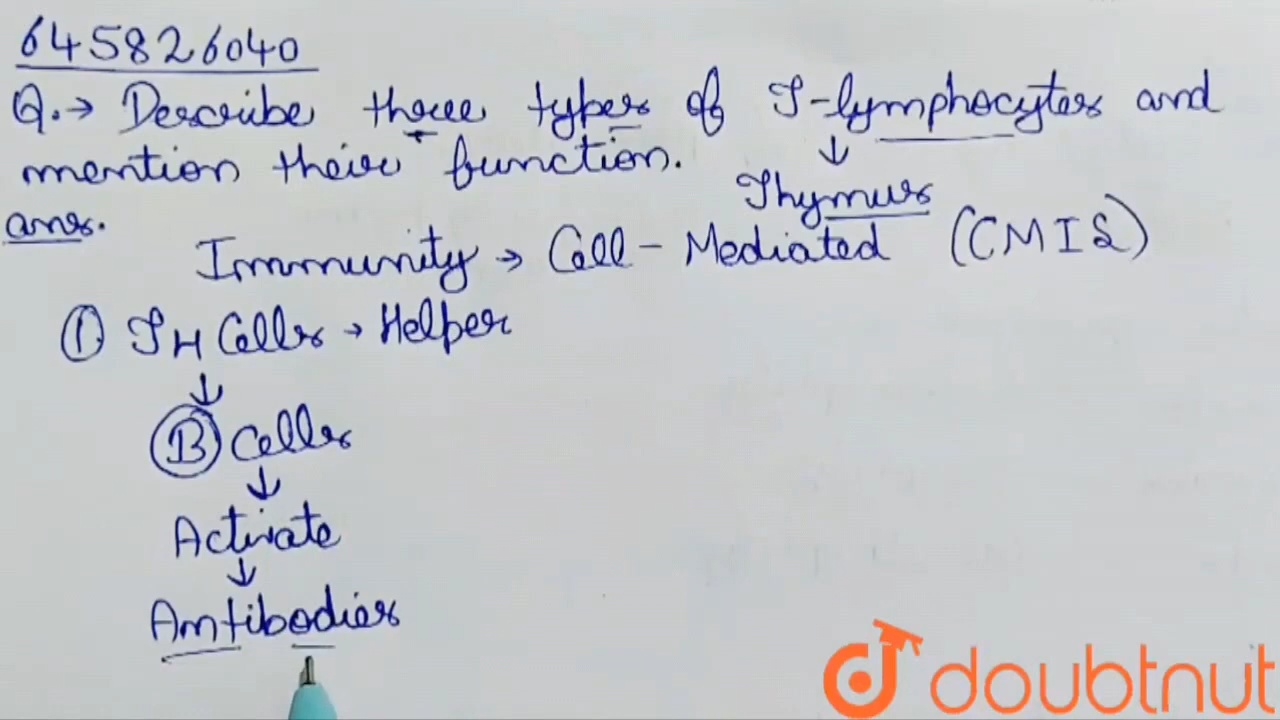 645826040
Q.→ Describe three types of T-lymphocytes and
↓
mention their function.
Thymus
ans.
Immunity → Cell-Mediated (CMIS)
① TH Cells → Helper
↓
Ⓑ Cells
↓
Activate
↓
Antibodies
doubtnut